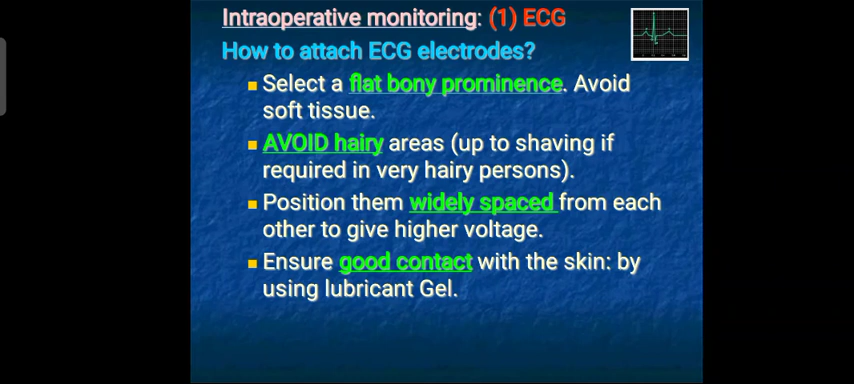 Intraoperative monitoring: (1) ECG
How to attach ECG electrodes?
▪ Select a flat bony prominence. Avoid
soft tissue.
▪ AVOID hairy areas (up to shaving if
required in very hairy persons).
▪ Position them widely spaced from each
other to give higher voltage.
▪ Ensure good contact with the skin: by
using lubricant Gel.